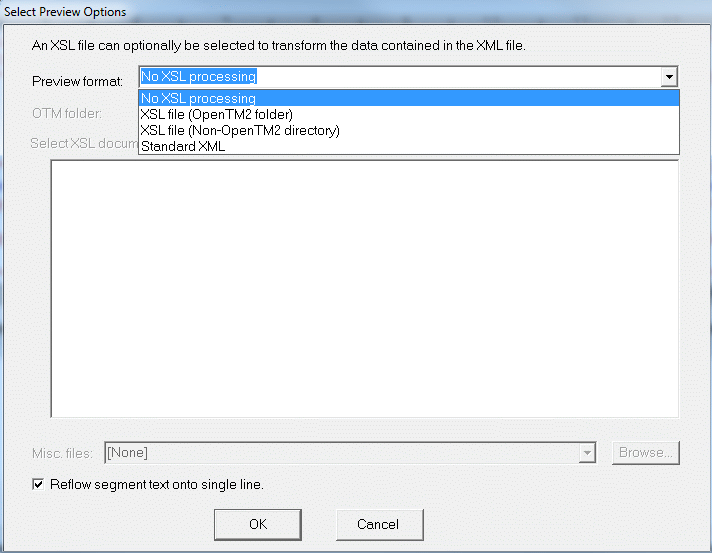 Select Preview Options
An XSL file can optionally be selected to transform the data contained in the XML file.
Preview format: No XSL processing
No XSL processing
OTM folder: XSL file (OpenTM2 folder)
XSL file (Non-OpenTM2 directory)
Select XSL docum
Standard XML
Misc. files: [None] Browse...
Reflow segment text onto single line.
OK Cancel